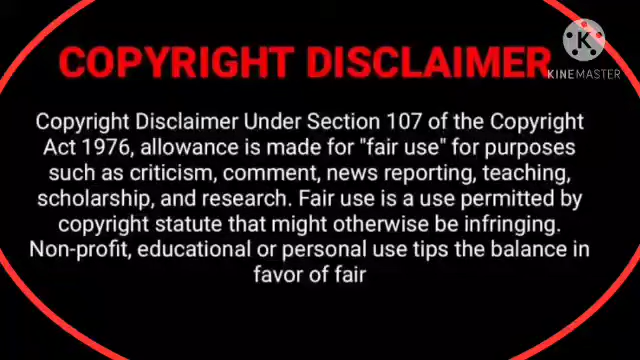 COPYRIGHT DISCLAIMER
KINEMASTER
Copyright Disclaimer Under Section 107 of the Copyright
Act 1976, allowance is made for "fair use" for purposes
such as criticism, comment, news reporting, teaching,
scholarship, and research. Fair use is a use permitted by
copyright statute that might otherwise be infringing.
Non-profit, educational or personal use tips the balance in
favor of fair